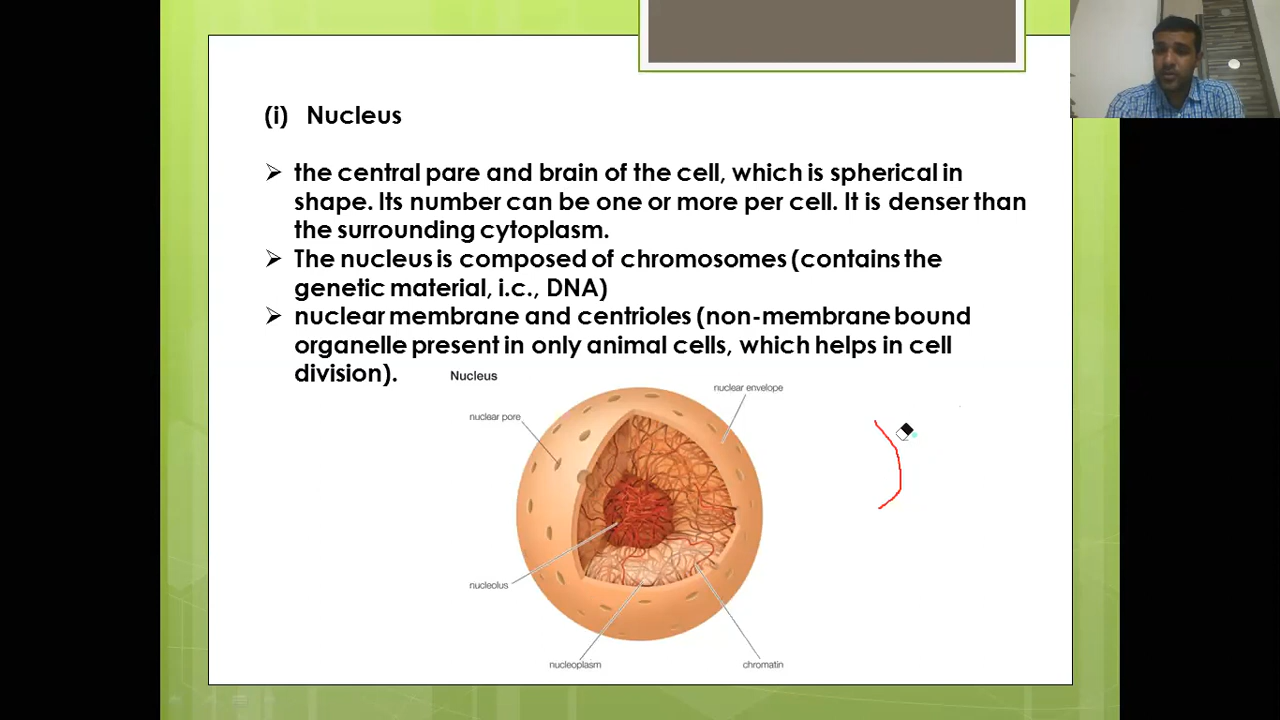 (i) Nucleus
➢ the central pare and brain of the cell, which is spherical in
shape. Its number can be one or more per cell. It is denser than
the surrounding cytoplasm.
➢ The nucleus is composed of chromosomes (contains the
genetic material, i.c., DNA)
➢ nuclear membrane and centrioles (non-membrane bound
organelle present in only animal cells, which helps in cell
division).
Nucleus
nuclear envelope
nuclear pore
nucleolus
nucleoplasm
chromatin